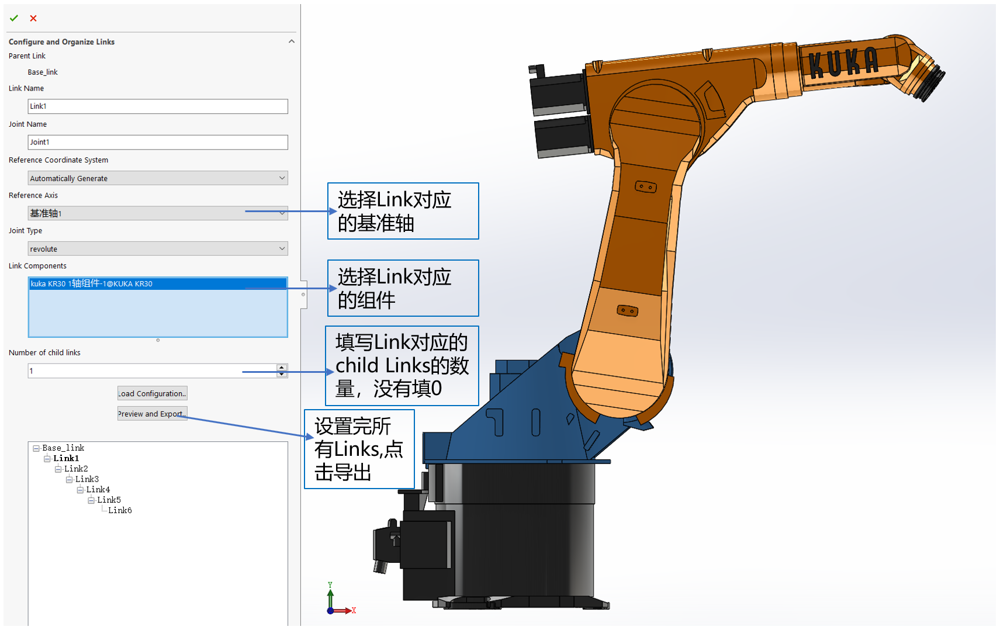 Configure and Organize Links
Parent Link
Base_link
Link Name
Link1
Joint Name
Joint1
Reference Coordinate System
Automatically Generate
Reference Axis
基准轴1
Joint Type
revolute
Link Components
kuka KR30 1轴组件-1@KUKA KR30
Number of child links
1
Load Configuration..
Preview and Export..
Base_link
Link1
Link2
Link3
Link4
Link5
Link6
选择Link对应
的基准轴
选择Link对应
的组件
填写Link对应的
child Links的数
量，没有填0
设置完所
有Links,点
击导出
KUKA
Y
X